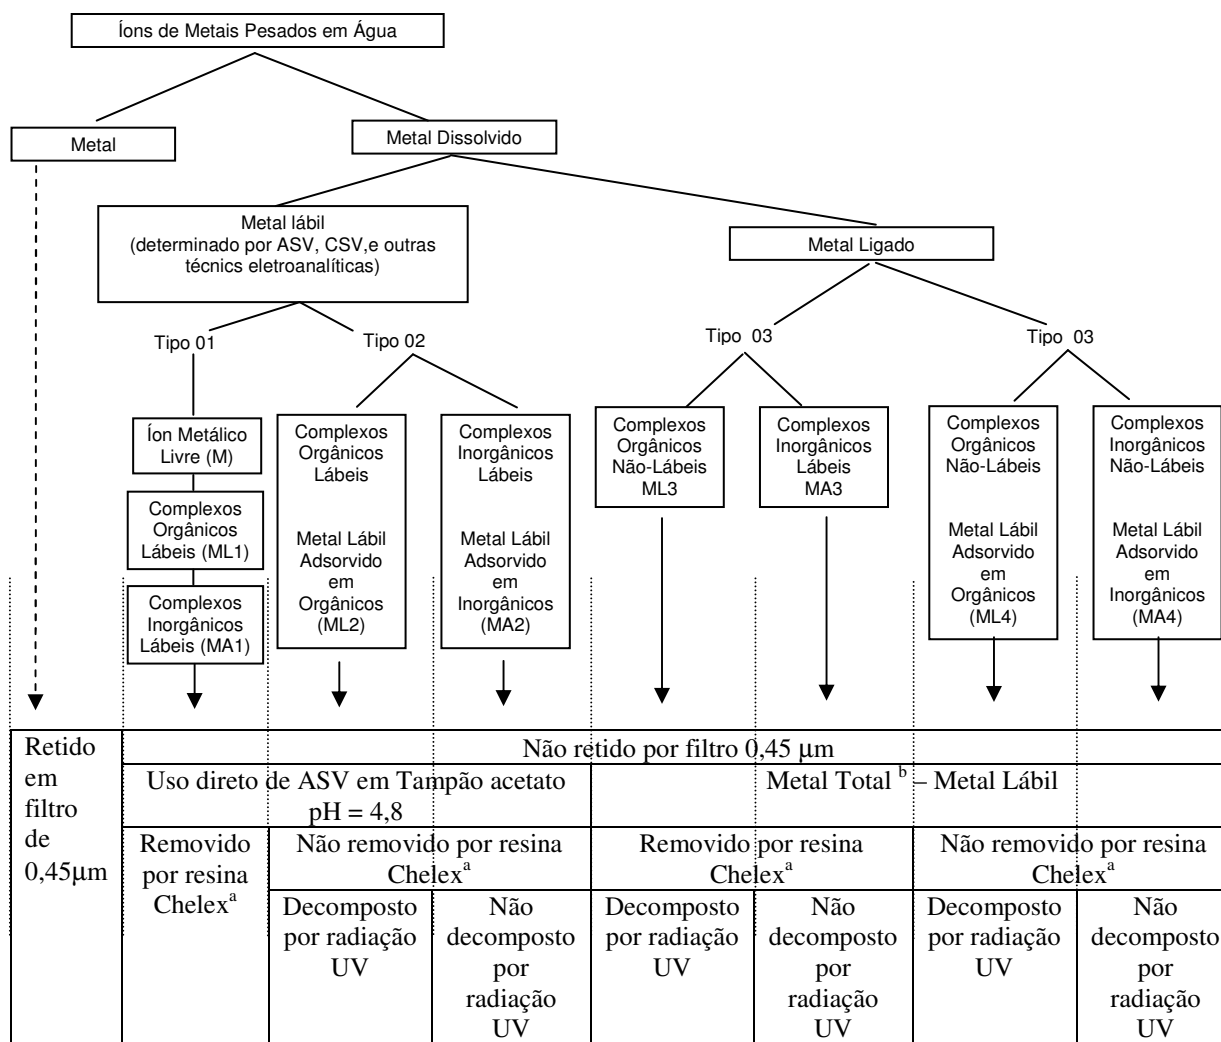 Íons de Metais Pesados em Água
Metal
Metal Dissolvido
Metal lábil
(determinado por ASV, CSV,e outras
técnics eletroanalíticas)
Metal Ligado
Tipo 01
Tipo 02
Tipo 03
Tipo 03
Íon Metálico
Livre (M)
Complexos
Orgânicos
Lábeis (ML1)
Complexos
Inorgânicos
Lábeis (MA1)
Complexos
Orgânicos
Lábeis
Metal Lábil
Adsorvido
em
Orgânicos
(ML2)
Complexos
Inorgânicos
Lábeis
Metal Lábil
Adsorvido
em
Inorgânicos
(MA2)
Complexos
Orgânicos
Não-Lábeis
ML3
Complexos
Inorgânicos
Lábeis
MA3
Complexos
Orgânicos
Não-Lábeis
Metal Lábil
Adsorvido
em
Orgânicos
(ML4)
Complexos
Inorgânicos
Não-Lábeis
Metal Lábil
Adsorvido
em
Inorgânicos
(MA4)
Retido
em
filtro
de
0,45µm
Não retido por filtro 0,45 µm
Uso direto de ASV em Tampão acetato
pH = 4,8
Metal Total b – Metal Lábil
Removido
por resina
Chelexa
Não removido por resina
Chelexa
Removido por resina
Chelexa
Não removido por resina
Chelexa
Decomposto
por radiação
UV
Não
decomposto
por
radiação
UV
Decomposto
por radiação
UV
Não
decomposto
por
radiação
UV
Decomposto
por radiação
UV
Não
decomposto
por
radiação
UV